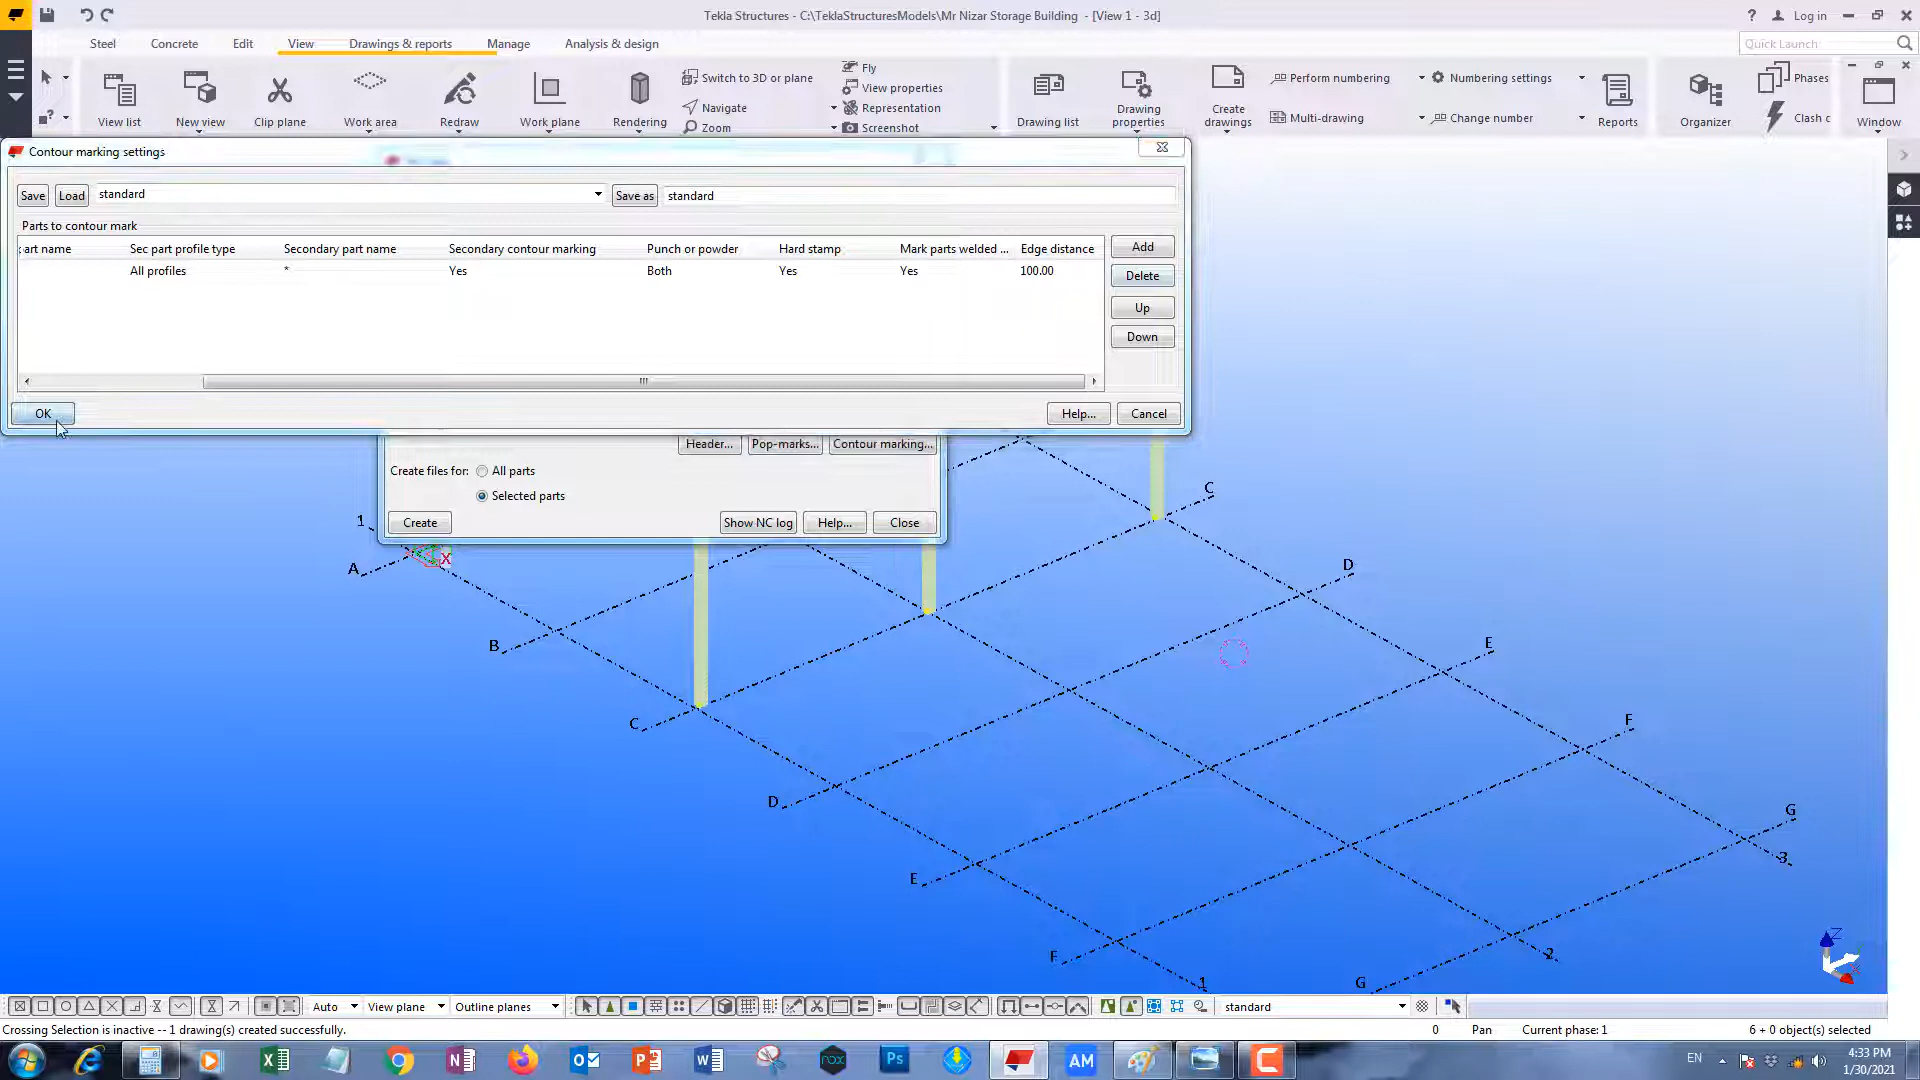 Tekla Structures - C:\TeklaStructuresModels\Mr Nizar Storage Building - [View 1 - 3d]
? Log in
Steel Concrete Edit View Drawings & reports Manage Analysis & design
Quick Launch
View list
New view
Clip plane
Work area
Redraw
Work plane
Rendering
Switch to 3D or plane
Navigate
Zoom
Fly
View properties
Representation
Screenshot
Drawing list
Drawing properties
Create drawings
Perform numbering
Multi-drawing
Numbering settings
Change number
Reports
Organizer
Phases
Clash c
Window
Contour marking settings
Save Load standard Save as standard
Parts to contour mark
art name Sec part profile type Secondary part name Secondary contour marking Punch or powder Hard stamp Mark parts welded ... Edge distance
All profiles * Yes Both Yes Yes 100.00
Add
Delete
Up
Down
OK Help... Cancel
Header... Pop-marks... Contour marking...
Create files for: All parts
Selected parts
Create Show NC log Help... Close
1
A
X
B
C
C
D
D
E
E
F
F
G
G
1
2
3
Z
Auto View plane Outline planes standard
Crossing Selection is inactive -- 1 drawing(s) created successfully. 0 Pan Current phase: 1 6 + 0 object(s) selected
nox
Ps
AM
EN
4:33 PM
1/30/2021